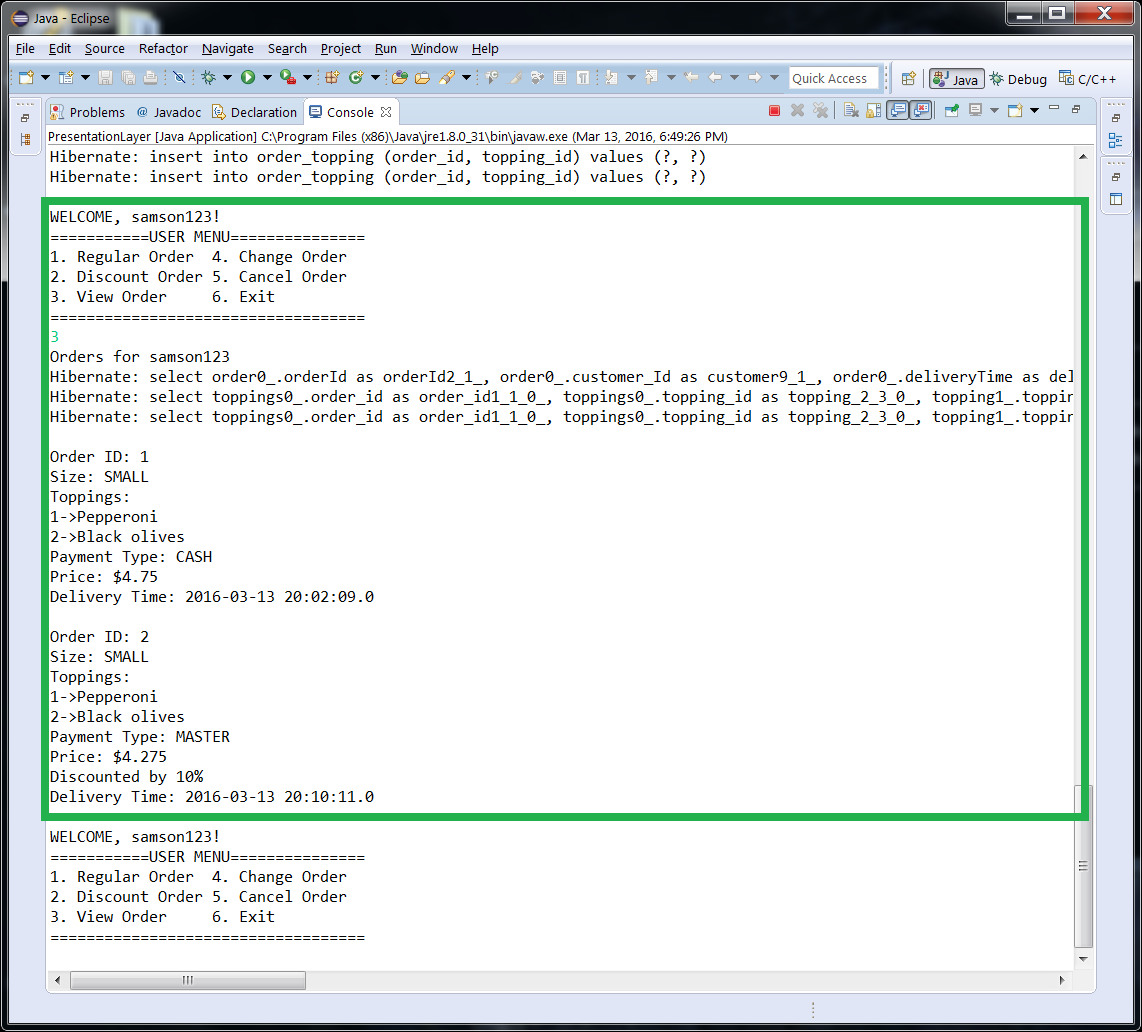 Java - Eclipse
File Edit Source Refactor Navigate Search Project Run Window Help
Quick Access Java Debug C/C++
Problems @ Javadoc Declaration Console
PresentationLayer [Java Application] C:\Program Files (x86)\Java\jre1.8.0_31\bin\javaw.exe (Mar 13, 2016, 6:49:26 PM)
Hibernate: insert into order_topping (order_id, topping_id) values (?, ?)
Hibernate: insert into order_topping (order_id, topping_id) values (?, ?)
WELCOME, samson123!
===========USER MENU===============
1. Regular Order  4. Change Order
2. Discount Order 5. Cancel Order
3. View Order     6. Exit
===================================
3
Orders for samson123
Hibernate: select order0_.orderId as orderId2_1_, order0_.customer_Id as customer9_1_, order0_.deliveryTime as del
Hibernate: select toppings0_.order_id as order_id1_1_0_, toppings0_.topping_id as topping_2_3_0_, topping1_.toppin
Hibernate: select toppings0_.order_id as order_id1_1_0_, toppings0_.topping_id as topping_2_3_0_, topping1_.toppin
Order ID: 1
Size: SMALL
Toppings:
1->Pepperoni
2->Black olives
Payment Type: CASH
Price: $4.75
Delivery Time: 2016-03-13 20:02:09.0
Order ID: 2
Size: SMALL
Toppings:
1->Pepperoni
2->Black olives
Payment Type: MASTER
Price: $4.275
Discounted by 10%
Delivery Time: 2016-03-13 20:10:11.0
WELCOME, samson123!
===========USER MENU===============
1. Regular Order  4. Change Order
2. Discount Order 5. Cancel Order
3. View Order     6. Exit
===================================